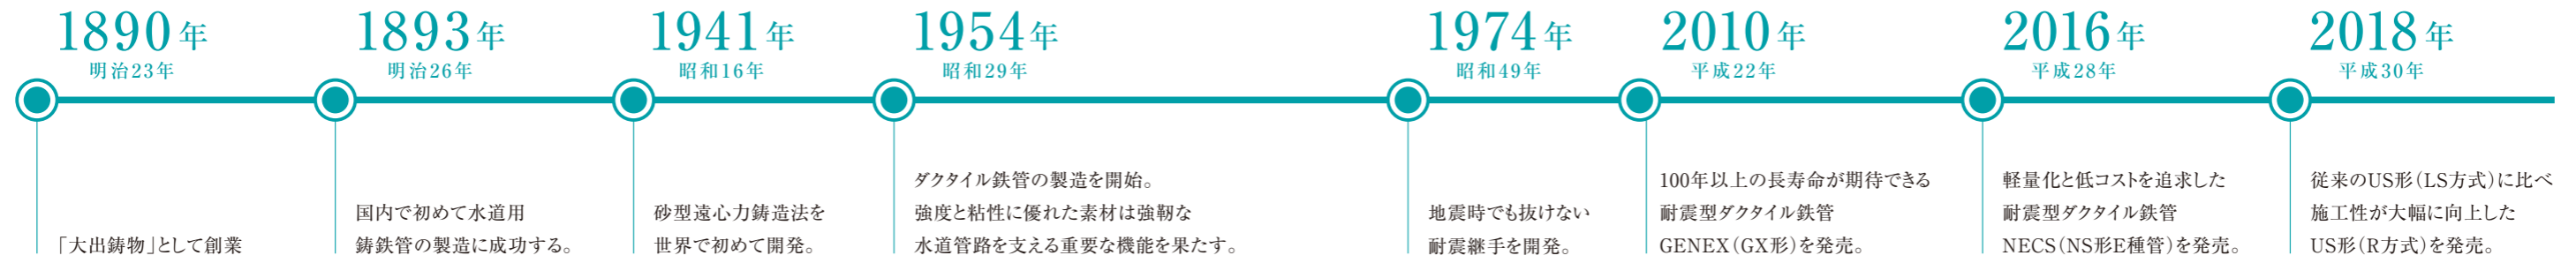 1890年
明治23年
「大出鋳物」として創業
1893年
明治26年
国内で初めて水道用
鋳鉄管の製造に成功する。
1941年
昭和16年
砂型遠心力鋳造法を
世界で初めて開発。
1954年
昭和29年
ダクタイル鉄管の製造を開始。
強度と粘性に優れた素材は強靭な
水道管路を支える重要な機能を果たす。
1974年
昭和49年
地震時でも抜けない
耐震継手を開発。
2010年
平成22年
100年以上の長寿命が期待できる
耐震型ダクタイル鉄管
GENEX（GX形）を発売。
2016年
平成28年
軽量化と低コストを追求した
耐震型ダクタイル鉄管
NECS（NS形E種管）を発売。
2018年
平成30年
従来のUS形（LS方式）に比べ
施工性が大幅に向上した
US形（R方式）を発売。